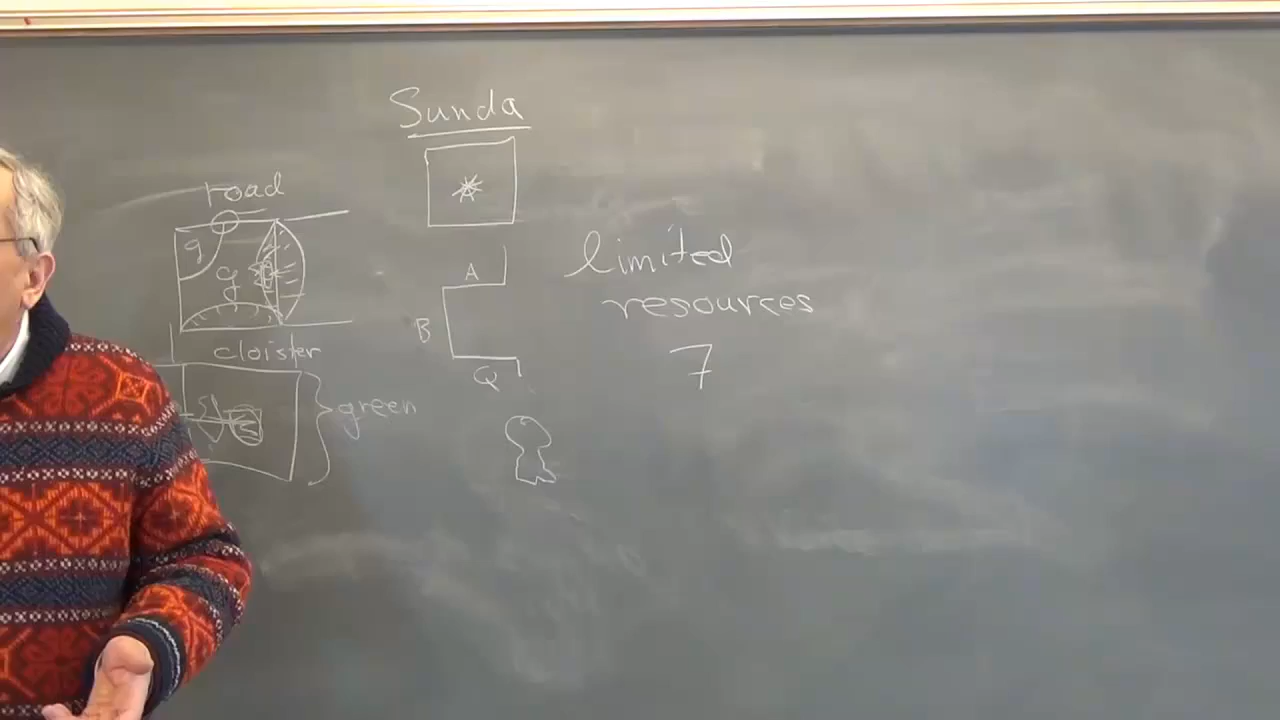 Sunda
road
g
g
cloister
green
A
B
Q
limited
resources
7